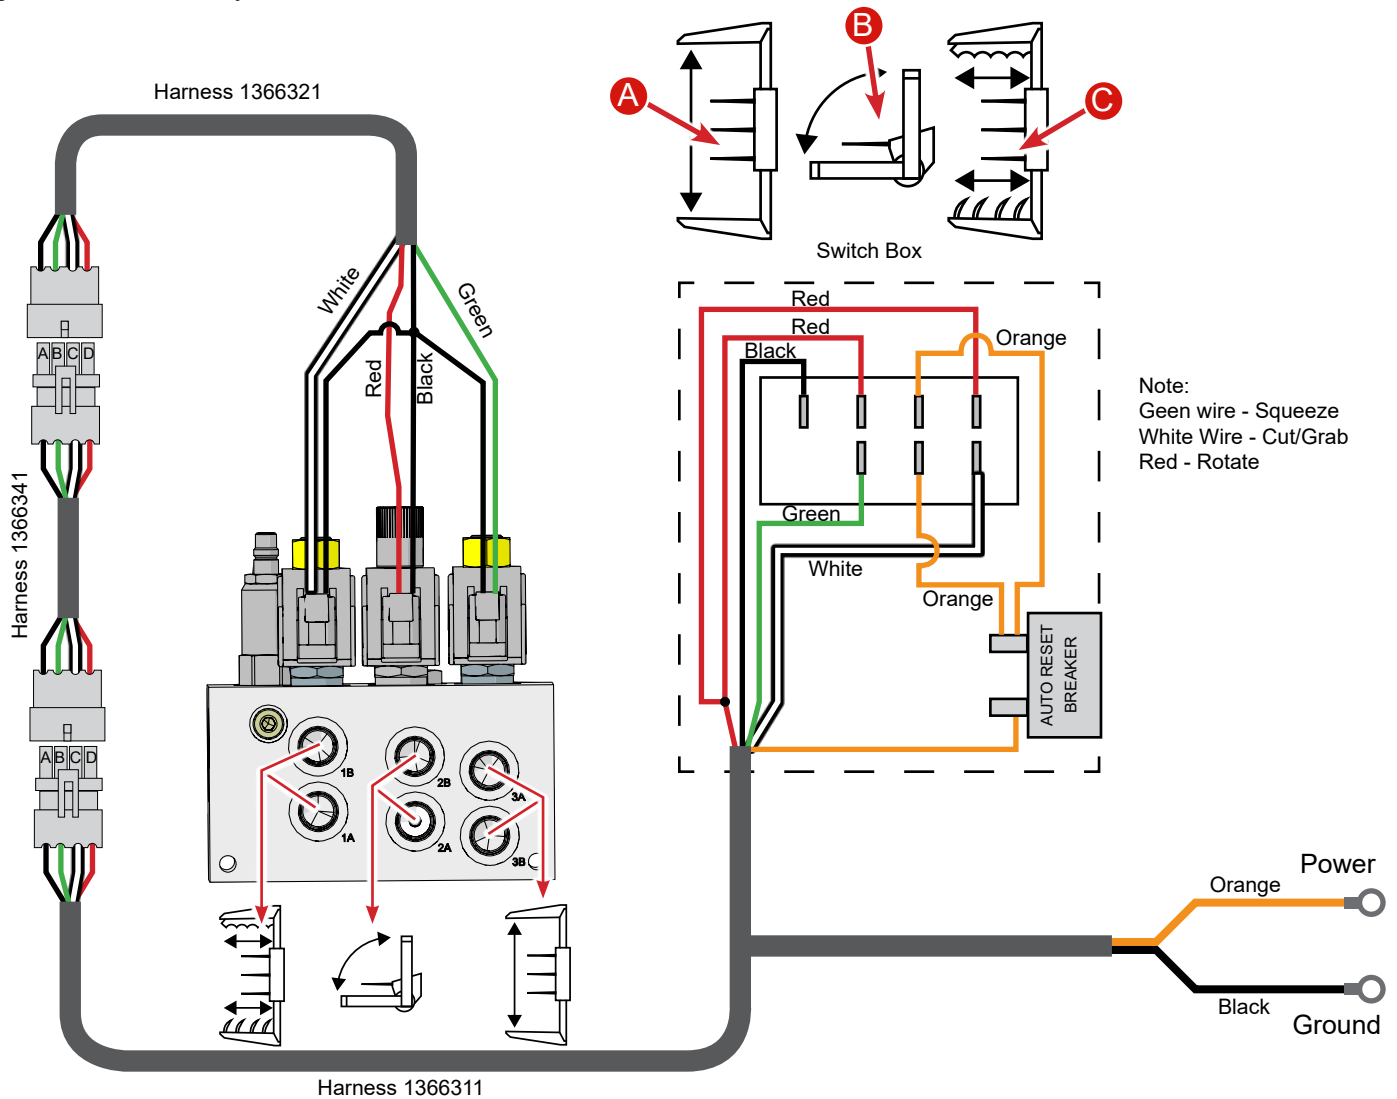 A
B
C
Harness 1366321
Switch Box
White
Green
Red
Black
Red
Red
Black
Orange
Green
White
Orange
AUTO RESET
BREAKER
Note:
Geen wire - Squeeze
White Wire - Cut/Grab
Red - Rotate
A B C D
Harness 1366341
A B C D
1B
1A
2B
2A
3A
3B
Power
Orange
Black
Ground
Harness 1366311